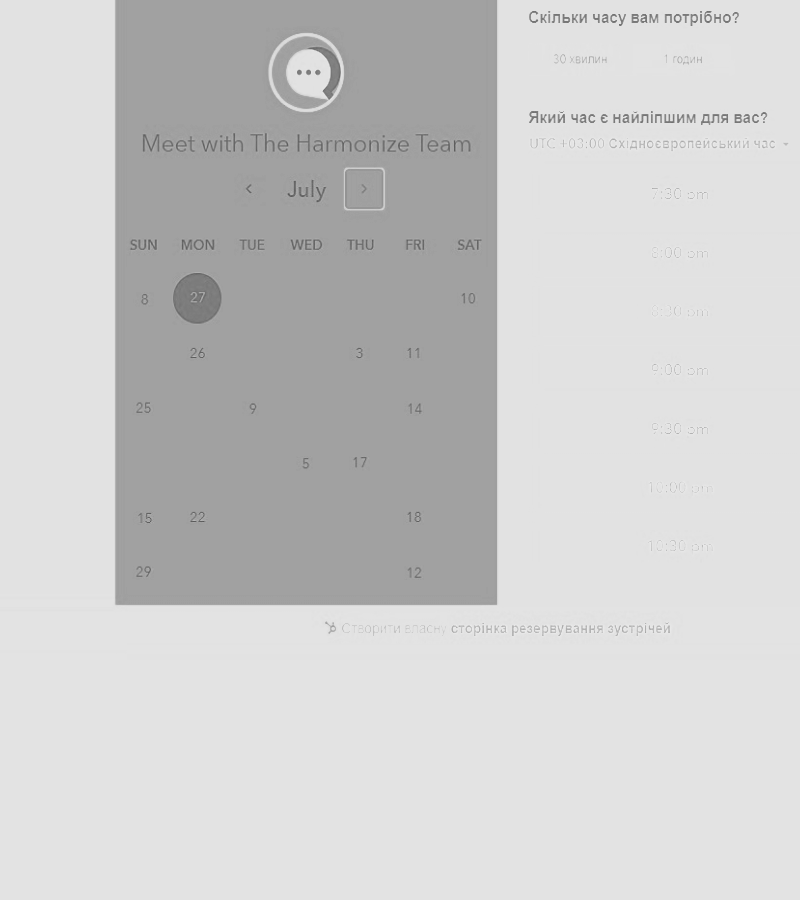 Meet with The Harmonize Team
July
SUN MON TUE WED THU FRI SAT
8 27 10
26 3 11
25 9 14
5 17
15 22 18
29 12
Скільки часу вам потрібно?
30 хвилин 1 годин
Який час є найліпшим для вас?
UTC +03:00 Східноєвропейський час
7:30 pm
8:00 pm
8:30 pm
9:00 pm
9:30 pm
10:00 pm
10:30 pm
Створити власну сторінка резервування зустрічей